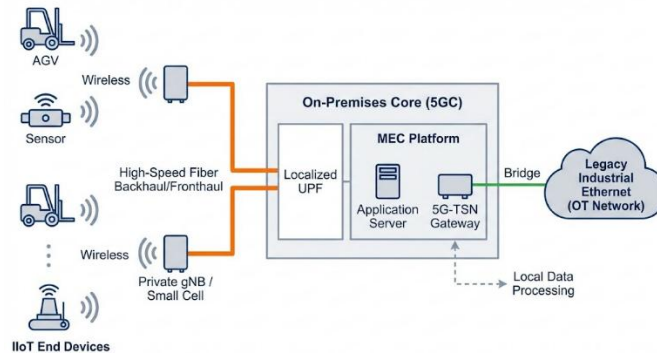 AGV
Wireless
Sensor
High-Speed Fiber
Backhaul/Fronthaul
Wireless
Private gNB /
Small Cell
IIoT End Devices
On-Premises Core (5GC)
Localized
UPF
MEC Platform
Application
Server
5G-TSN
Gateway
Bridge
Legacy
Industrial
Ethernet
(OT Network)
Local Data
Processing